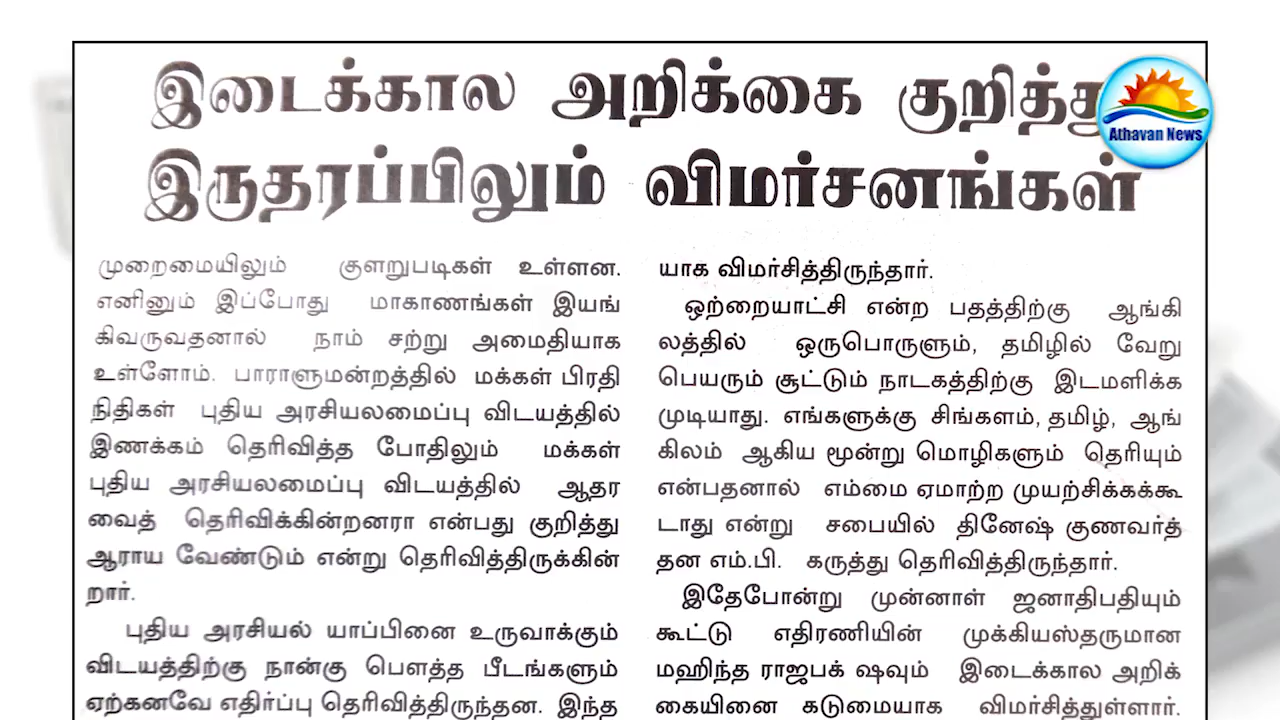 இடைக்கால அறிக்கை குறித்து
இருதரப்பிலும் விமர்சனங்கள்
Athavan News
முறைமையிலும் குளறுபடிகள் உள்ளன.
எனினும் இப்போது மாகாணங்கள் இயங்
கிவருவதனால் நாம் சற்று அமைதியாக
உள்ளோம். பாராளுமன்றத்தில் மக்கள் பிரதி
நிதிகள் புதிய அரசியலமைப்பு விடயத்தில்
இணக்கம் தெரிவித்த போதிலும் மக்கள்
புதிய அரசியலமைப்பு விடயத்தில் ஆதர
வைத் தெரிவிக்கின்றனரா என்பது குறித்து
ஆராய வேண்டும் என்று தெரிவித்திருக்கின்
றார்.
புதிய அரசியல் யாப்பினை உருவாக்கும்
விடயத்திற்கு நான்கு பௌத்த பீடங்களும்
ஏற்கனவே எதிர்ப்பு தெரிவித்திருந்தன. இந்த
யாக விமர்சித்திருந்தார்.
ஒற்றையாட்சி என்ற பதத்திற்கு ஆங்கி
லத்தில் ஒருபொருளும், தமிழில் வேறு
பெயரும் சூட்டும் நாடகத்திற்கு இடமளிக்க
முடியாது. எங்களுக்கு சிங்களம், தமிழ், ஆங்
கிலம் ஆகிய மூன்று மொழிகளும் தெரியும்
என்பதனால் எம்மை ஏமாற்ற முயற்சிக்கக்கூ
டாது என்று சபையில் தினேஷ் குணவர்த்
தன எம்.பி. கருத்து தெரிவித்திருந்தார்.
இதேபோன்று முன்னாள் ஜனாதிபதியும்
கூட்டு எதிரணியின் முக்கியஸ்தருமான
மஹிந்த ராஜபக் ஷவும் இடைக்கால அறிக்
கையினை கடுமையாக விமர்சித்துள்ளார்.